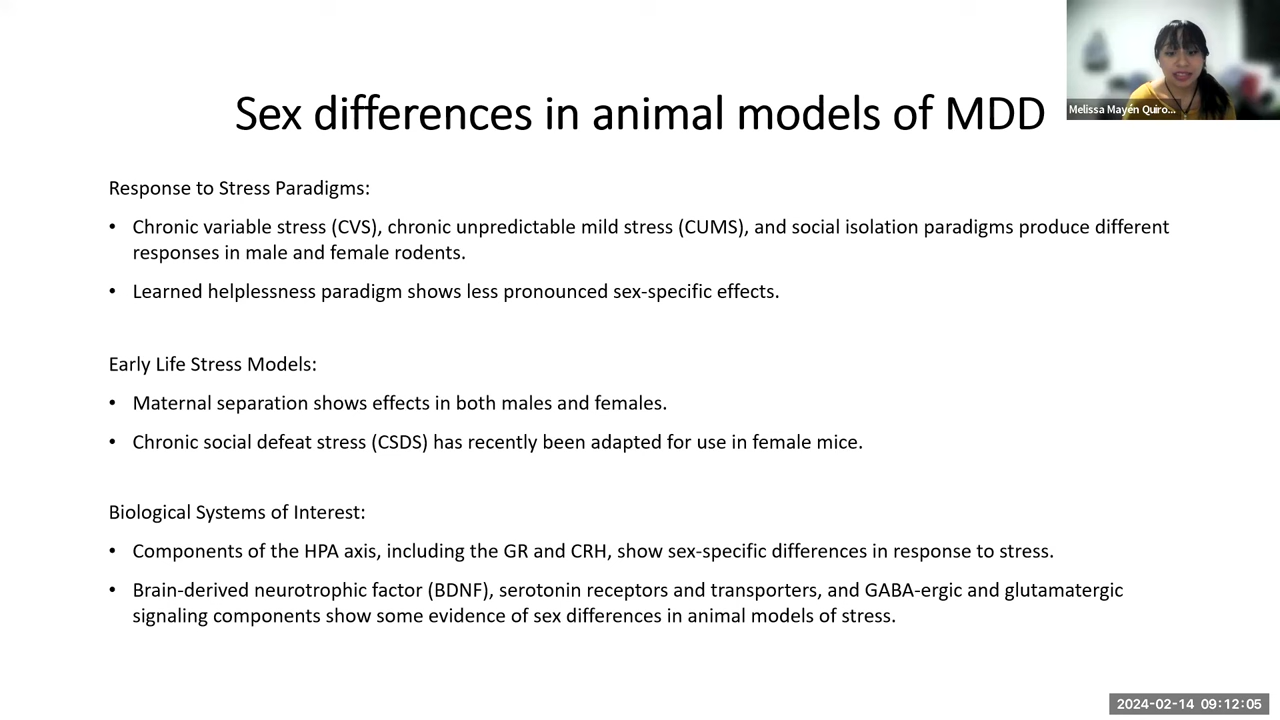 Sex differences in animal models of MDD
Melissa Mayén Quiro...
Response to Stress Paradigms:
• Chronic variable stress (CVS), chronic unpredictable mild stress (CUMS), and social isolation paradigms produce different
responses in male and female rodents.
• Learned helplessness paradigm shows less pronounced sex-specific effects.
Early Life Stress Models:
• Maternal separation shows effects in both males and females.
• Chronic social defeat stress (CSDS) has recently been adapted for use in female mice.
Biological Systems of Interest:
• Components of the HPA axis, including the GR and CRH, show sex-specific differences in response to stress.
• Brain-derived neurotrophic factor (BDNF), serotonin receptors and transporters, and GABA-ergic and glutamatergic
signaling components show some evidence of sex differences in animal models of stress.
2024-02-14 09:12:05